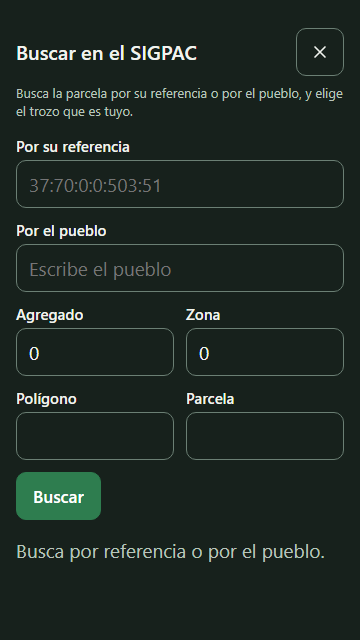 Buscar en el SIGPAC
Busca la parcela por su referencia o por el pueblo, y elige
el trozo que es tuyo.
Por su referencia
37:70:0:0:503:51
Por el pueblo
Escribe el pueblo
Agregado Zona
0 0
Polígono Parcela
Buscar
Busca por referencia o por el pueblo.